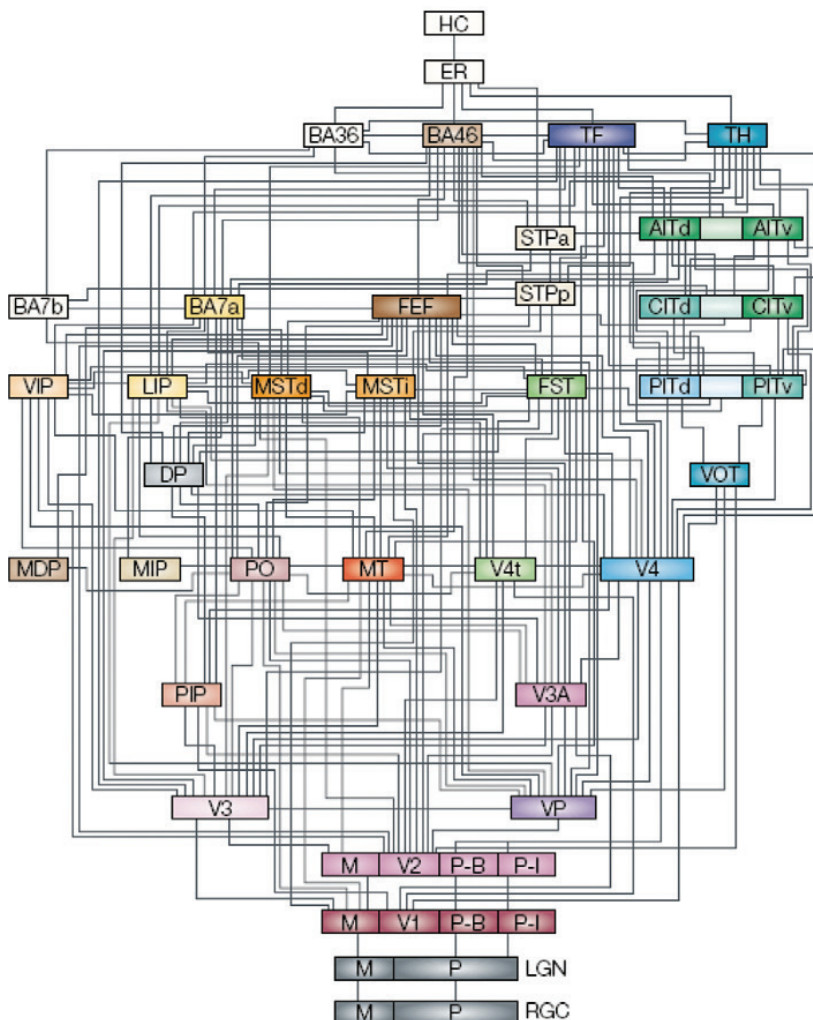 HC
ER
BA36 BA46 TF TH
STPa AITd AITv
BA7b BA7a FEF STPp CITd CITv
VIP LIP MSTd MSTi FST PITd PITv
DP VOT
MDP MIP PO MT V4t V4
PIP V3A
V3 VP
M V2 P-B P-I
M V1 P-B P-I
M P LGN
M P RGC